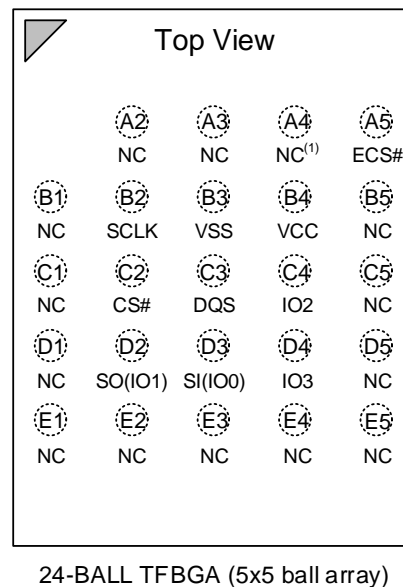 Top View
A2 A3 A4 A5
NC NC NC(1) ECS#
B1 B2 B3 B4 B5
NC SCLK VSS VCC NC
C1 C2 C3 C4 C5
NC CS# DQS IO2 NC
D1 D2 D3 D4 D5
NC SO(IO1) SI(IO0) IO3 NC
E1 E2 E3 E4 E5
NC NC NC NC NC
24-BALL TFBGA (5x5 ball array)